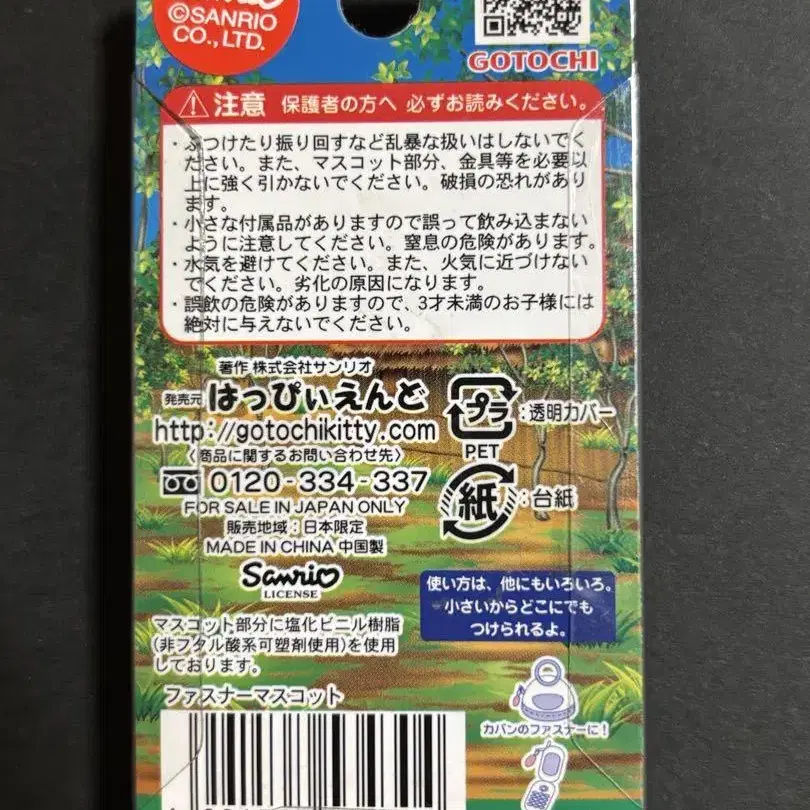 ©SANRIO
CO., LTD.
GOTOCHI
注意 保護者の方へ 必ずお読みください。
・ぶつけたり振り回すなど乱暴な扱いはしないでく
ださい。また、マスコット部分、金具等を必要以
上に強く引かないでください。破損の恐れがあり
ます。
・小さな付属品がありますので誤って飲み込まない
ように注意してください。窒息の危険があります。
・水気を避けてください。また、火気に近づけない
でください。劣化の原因になります。
・誤飲の危険がありますので、3才未満のお子様には
絶対に与えないでください。
著作 株式会社サンリオ
発売元 はっぴぃえんど
http://gotochikitty.com
〈商品に関するお問い合わせ先〉
0120-334-337
FOR SALE IN JAPAN ONLY
販売地域：日本限定
MADE IN CHINA 中国製
Sanrio
LICENSE
プラ：透明カバー
PET
紙：台紙
マスコット部分に塩化ビニル樹脂
(非フタル酸系可塑剤使用)を使用
しております。
ファスナーマスコット
使い方は、他にもいろいろ。
小さいからどこにでも
つけられるよ。
カバンのファスナーに！